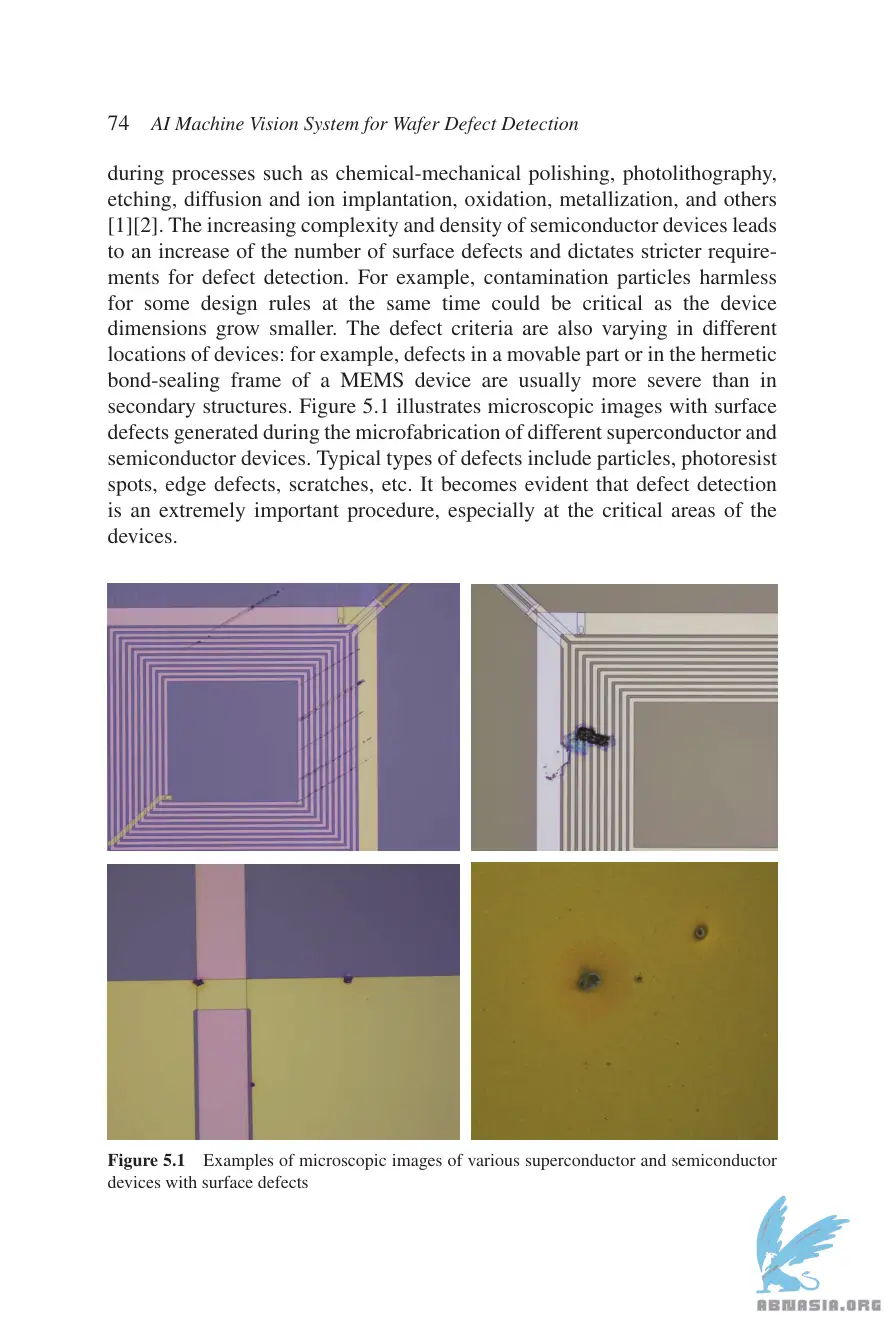 74 AI Machine Vision System for Wafer Defect Detection
during processes such as chemical-mechanical polishing, photolithography,
etching, diffusion and ion implantation, oxidation, metallization, and others
[1][2]. The increasing complexity and density of semiconductor devices leads
to an increase of the number of surface defects and dictates stricter require-
ments for defect detection. For example, contamination particles harmless
for some design rules at the same time could be critical as the device
dimensions grow smaller. The defect criteria are also varying in different
locations of devices: for example, defects in a movable part or in the hermetic
bond-sealing frame of a MEMS device are usually more severe than in
secondary structures. Figure 5.1 illustrates microscopic images with surface
defects generated during the microfabrication of different superconductor and
semiconductor devices. Typical types of defects include particles, photoresist
spots, edge defects, scratches, etc. It becomes evident that defect detection
is an extremely important procedure, especially at the critical areas of the
devices.
Figure 5.1 Examples of microscopic images of various superconductor and semiconductor
devices with surface defects
ABNASIA.ORG